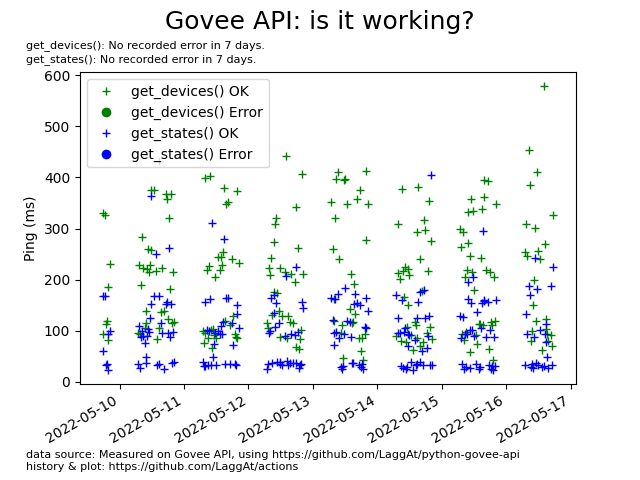 Govee API: is it working?
get_devices(): No recorded error in 7 days.
get_states(): No recorded error in 7 days.
600
500
400
300
200
100
0
Ping (ms)
get_devices() OK
get_devices() Error
get_states() OK
get_states() Error
2022-05-10
2022-05-11
2022-05-12
2022-05-13
2022-05-14
2022-05-15
2022-05-16
2022-05-17
data source: Measured on Govee API, using https://github.com/LaggAt/python-govee-api
history & plot: https://github.com/LaggAt/actions